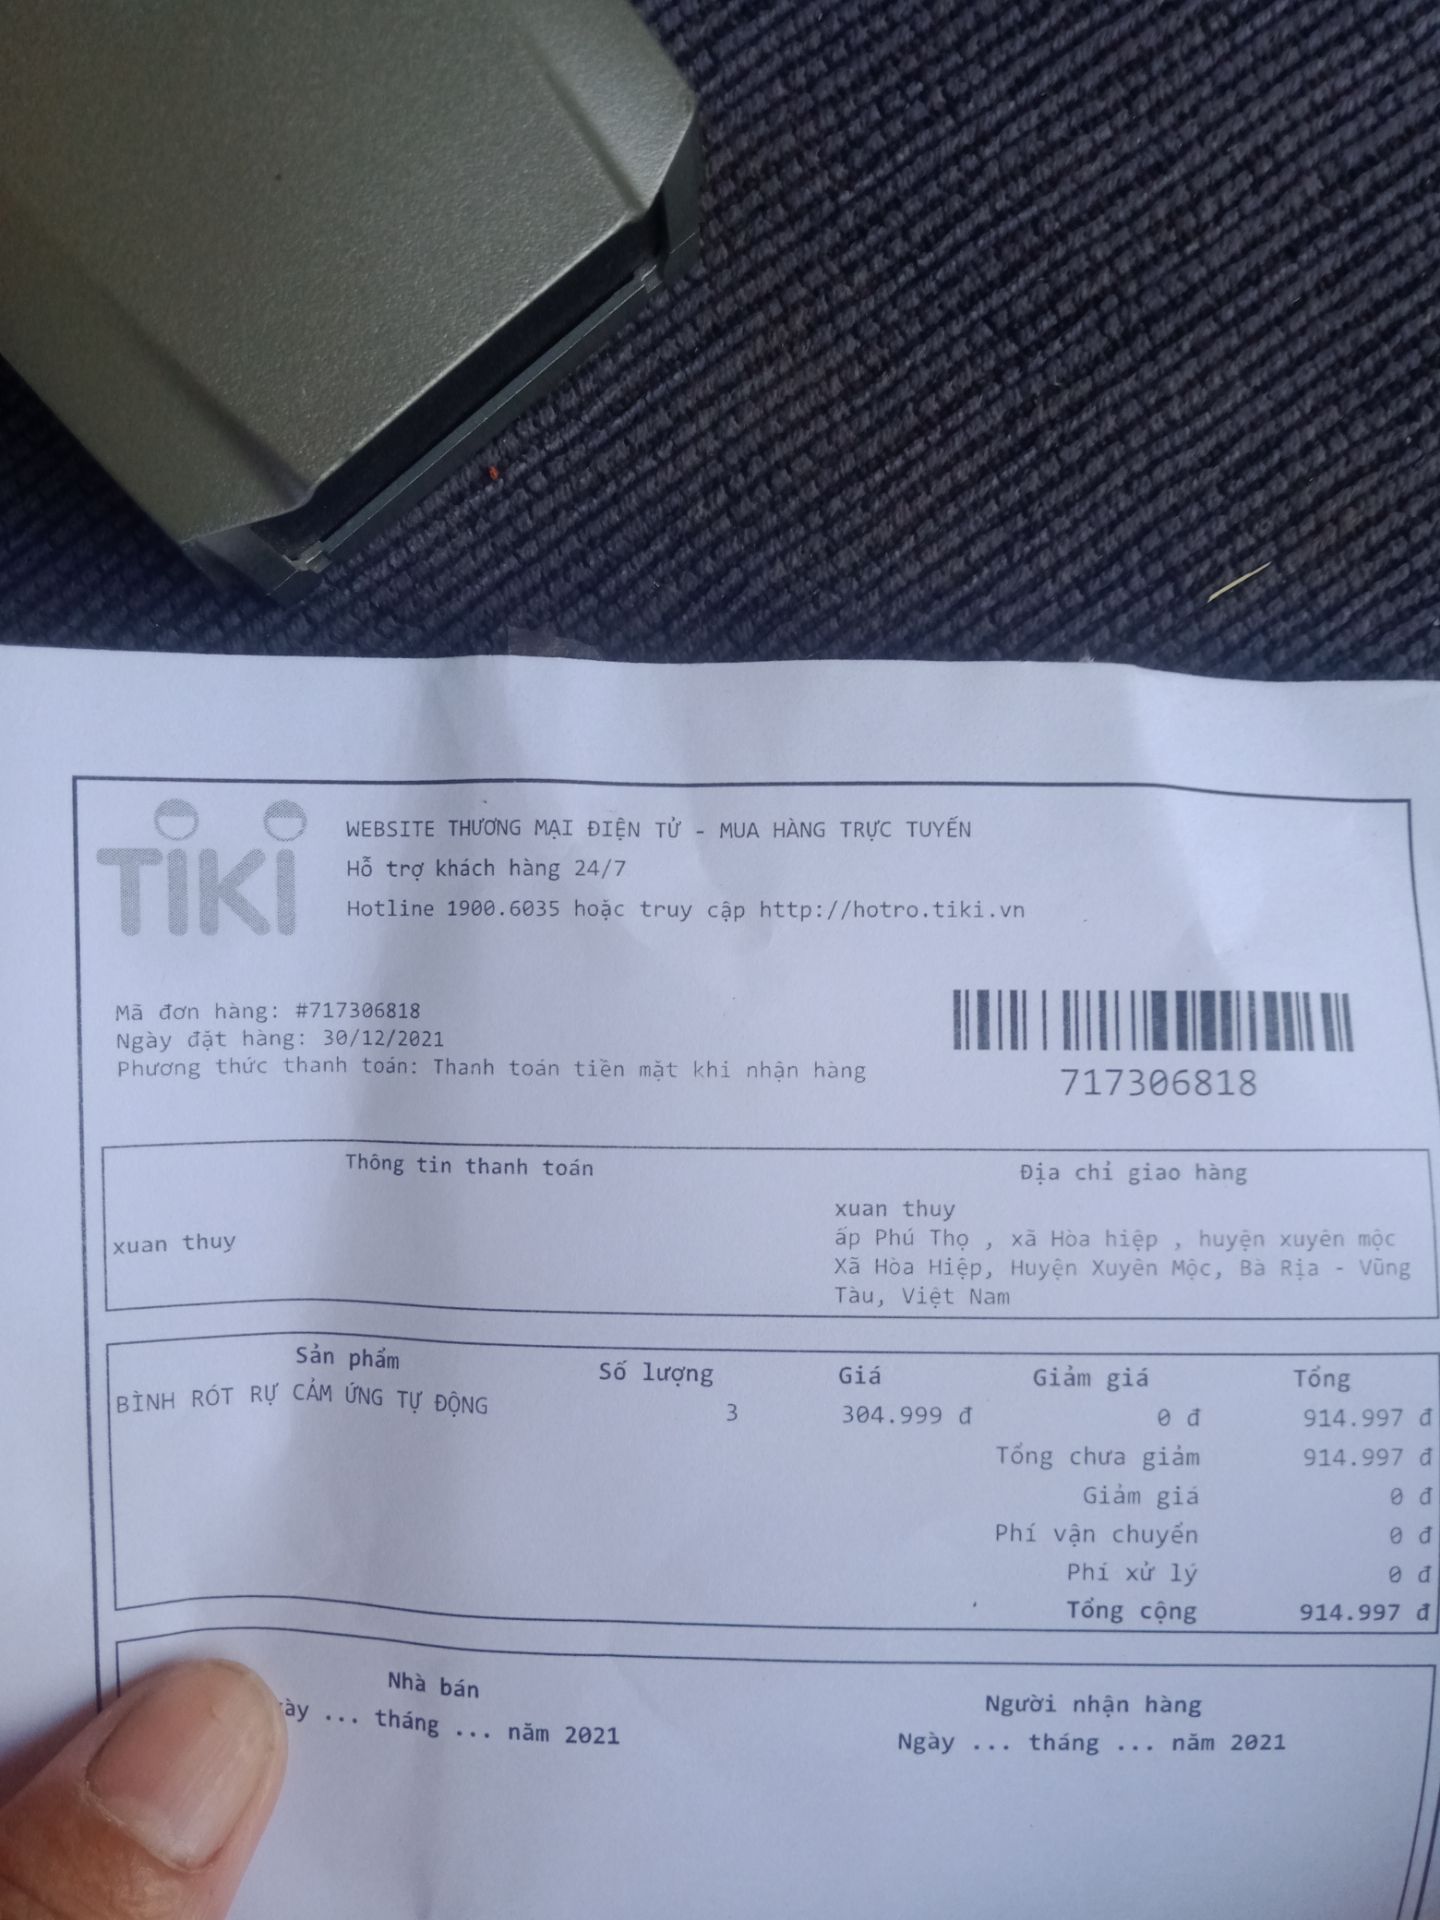 TiKi
WEBSITE THƯƠNG MẠI ĐIỆN TỬ - MUA HÀNG TRỰC TUYẾN
Hỗ trợ khách hàng 24/7
Hotline 1900.6035 hoặc truy cập http://hotro.tiki.vn
Mã đơn hàng: #717306818
Ngày đặt hàng: 30/12/2021
Phương thức thanh toán: Thanh toán tiền mặt khi nhận hàng
717306818
Thông tin thanh toán
xuan thuy
Địa chỉ giao hàng
xuan thuy
ấp Phú Thọ , xã Hòa hiệp , huyện xuyên mộc
Xã Hòa Hiệp, Huyện Xuyên Mộc, Bà Rịa - Vũng
Tàu, Việt Nam
Sản phẩm Số lượng Giá Giảm giá Tổng
BÌNH RÓT RỰ CẢM ỨNG TỰ ĐỘNG 3 304.999 đ 0 đ 914.997 đ
Tổng chưa giảm 914.997 đ
Giảm giá 0 đ
Phí vận chuyển 0 đ
Phí xử lý 0 đ
Tổng cộng 914.997 đ
Nhà bán
ày ... tháng ... năm 2021
Người nhận hàng
Ngày ... tháng ... năm 2021